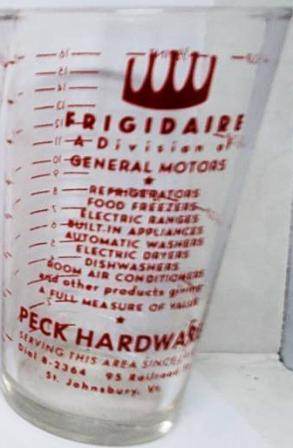 FRIGIDAIRE
A Division of
GENERAL MOTORS
REFRIGERATORS
FOOD FREEZERS
ELECTRIC RANGES
BUILT-IN APPLIANCES
AUTOMATIC WASHERS
ELECTRIC DRYERS
DISHWASHERS
ROOM AIR CONDITIONERS
and other products giving
A FULL MEASURE OF VALUE
PECK HARDWARE
SERVING THIS AREA SINCE
Dial 8-2364 95 Railroad
St. Johnsbury, Vt.